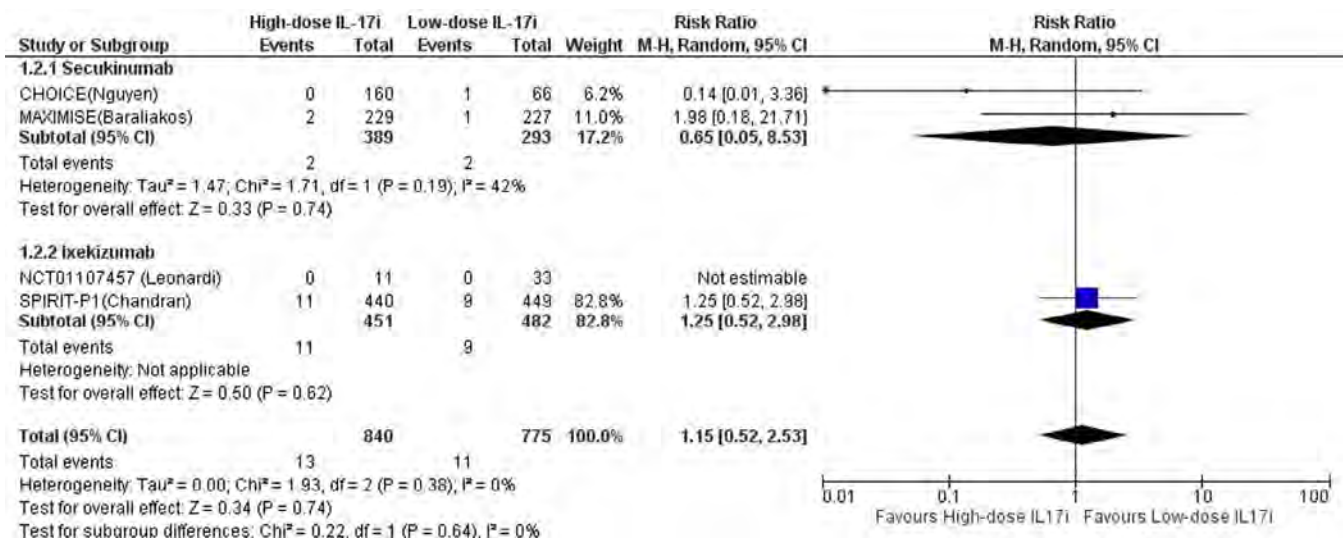 High-dose IL-17i Low-dose IL-17i Risk Ratio Risk Ratio
Study or Subgroup Events Total Events Total Weight M-H, Random, 95% CI M-H, Random, 95% CI
1.2.1 Secukinumab
CHOICE(Nguyen) 0 160 1 66 6.2% 0.14 [0.01, 3.36]
MAXIMISE(Baraliakos) 2 229 1 227 11.0% 1.98 [0.18, 21.71]
Subtotal (95% CI) 389 293 17.2% 0.65 [0.05, 8.53]
Total events 2 2
Heterogeneity: Tau² = 1.47; Chi² = 1.71, df = 1 (P = 0.19); I² = 42%
Test for overall effect: Z = 0.33 (P = 0.74)
1.2.2 Ixekizumab
NCT01107457 (Leonardi) 0 11 0 33 Not estimable
SPIRIT-P1(Chandran) 11 440 9 449 82.8% 1.25 [0.52, 2.98]
Subtotal (95% CI) 451 482 82.8% 1.25 [0.52, 2.98]
Total events 11 9
Heterogeneity: Not applicable
Test for overall effect: Z = 0.50 (P = 0.62)
Total (95% CI) 840 775 100.0% 1.15 [0.52, 2.53]
Total events 13 11
Heterogeneity: Tau² = 0.00; Chi² = 1.93, df = 2 (P = 0.38); I² = 0%
Test for overall effect: Z = 0.34 (P = 0.74)
Test for subgroup differences: Chi² = 0.22, df = 1 (P = 0.64), I² = 0%
0.01 0.1 1 10 100
Favours High-dose IL17i Favours Low-dose IL17i